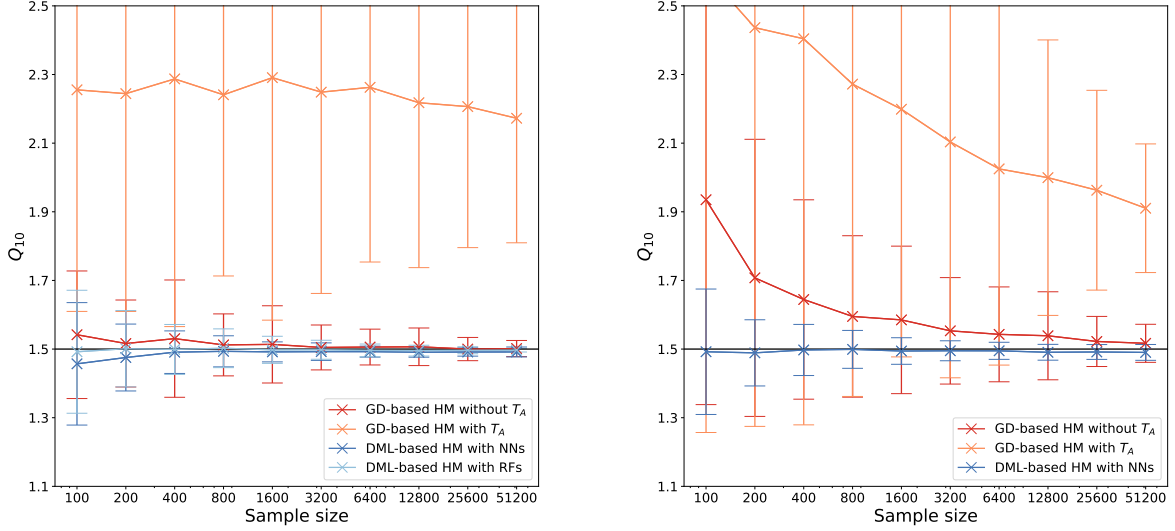 2.5
2.3
2.1
1.9
1.7
1.5
1.3
1.1
Q10
100 200 400 800 1600 3200 6400 12800 25600 51200
Sample size
GD-based HM without TA
GD-based HM with TA
DML-based HM with NNs
DML-based HM with RFs
2.5
2.3
2.1
1.9
1.7
1.5
1.3
1.1
Q10
100 200 400 800 1600 3200 6400 12800 25600 51200
Sample size
GD-based HM without TA
GD-based HM with TA
DML-based HM with NNs